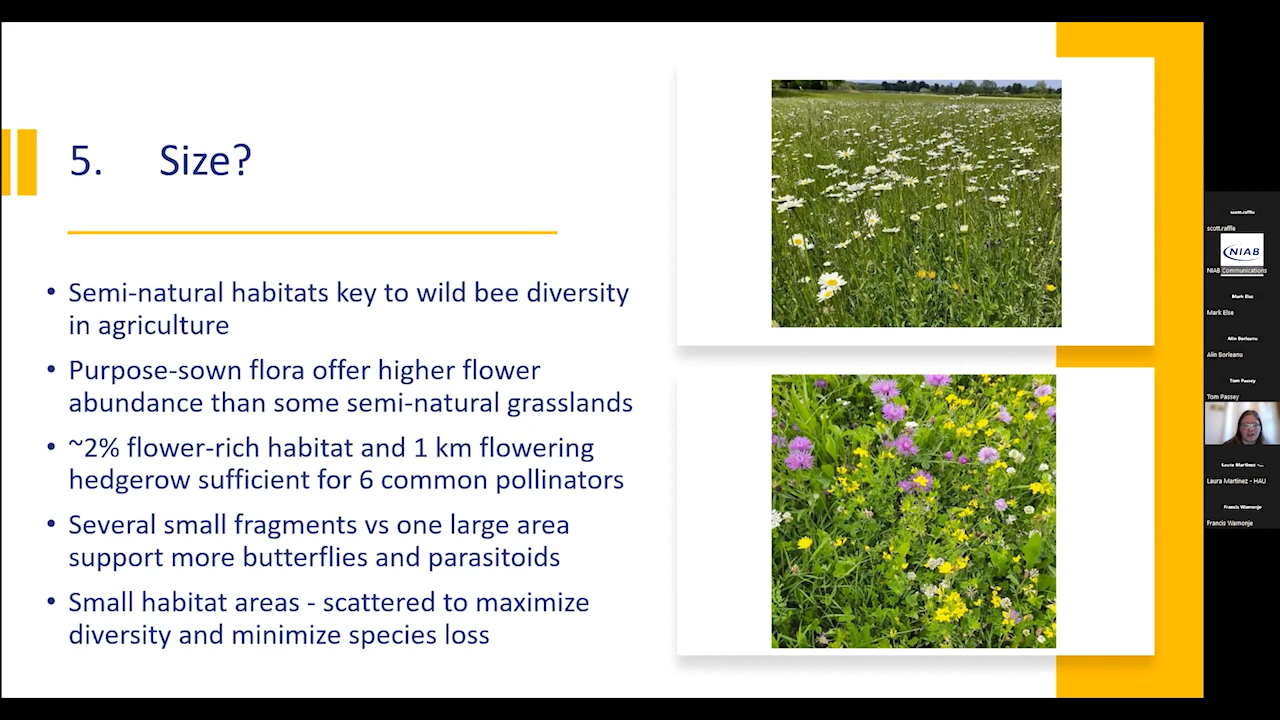 5. Size?
• Semi-natural habitats key to wild bee diversity
in agriculture
• Purpose-sown flora offer higher flower
abundance than some semi-natural grasslands
• ~2% flower-rich habitat and 1 km flowering
hedgerow sufficient for 6 common pollinators
• Several small fragments vs one large area
support more butterflies and parasitoids
• Small habitat areas - scattered to maximize
diversity and minimize species loss
scott.raffle
scott.raffle
NIAB
NIAB Communications
Mark Else
Mark Else
Alin Borleanu
Alin Borleanu
Tom Passey
Tom Passey
Laura Martinez -...
Laura Martinez - HAU
Francis Wamonje
Francis Wamonje